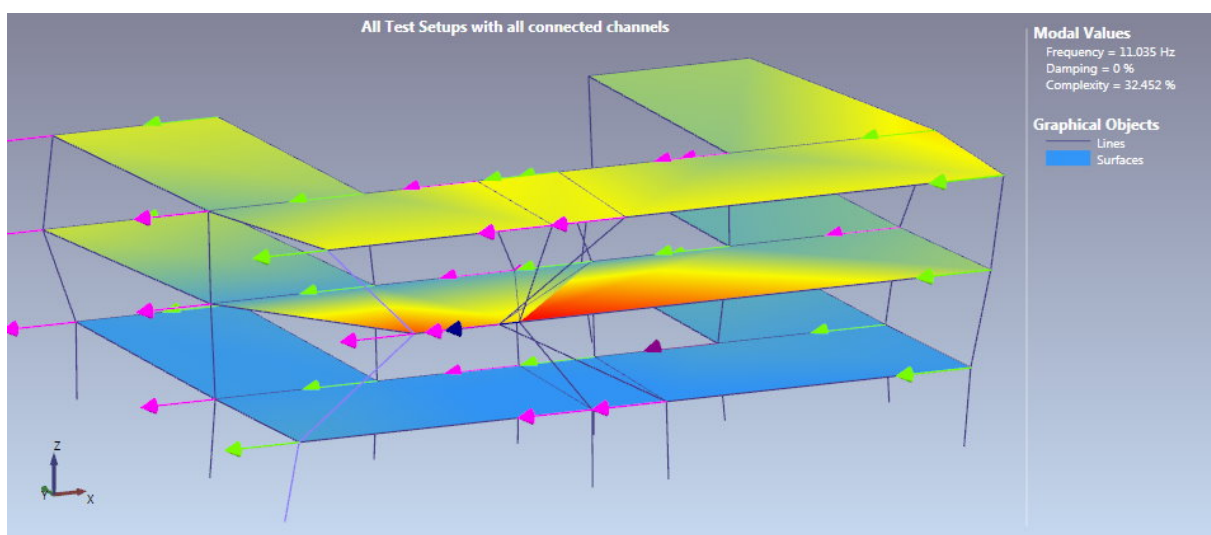 All Test Setups with all connected channels
Modal Values
Frequency = 11.035 Hz
Damping = 0 %
Complexity = 32.452 %
Graphical Objects
Lines
Surfaces
Z
Y
X